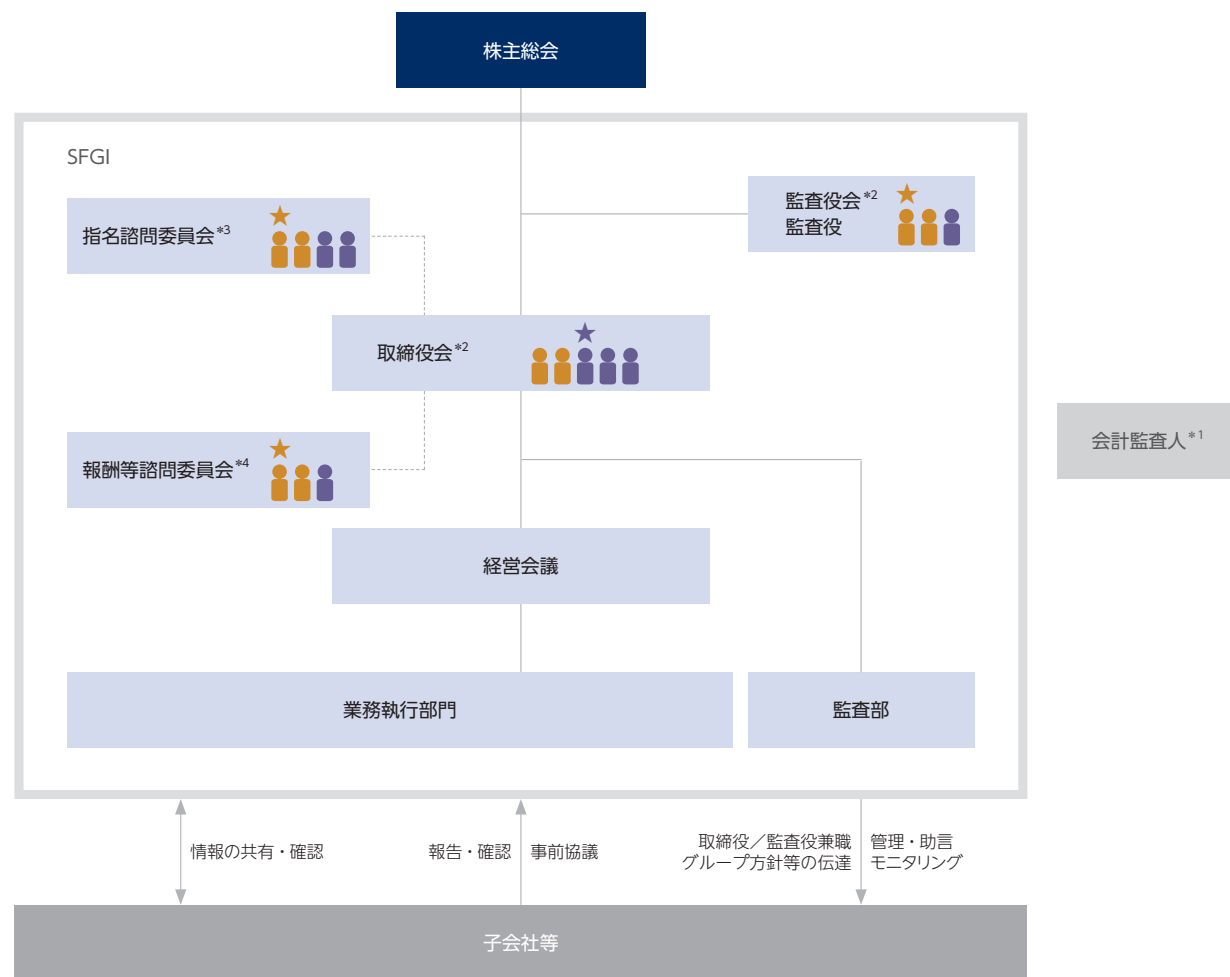 株主総会
SFGI
指名諮問委員会*3
監査役会*2
監査役
取締役会*2
会計監査人*1
報酬等諮問委員会*4
経営会議
業務執行部門
監査部
情報の共有・確認
報告・確認
事前協議
取締役／監査役兼職
グループ方針等の伝達
管理・助言
モニタリング
子会社等